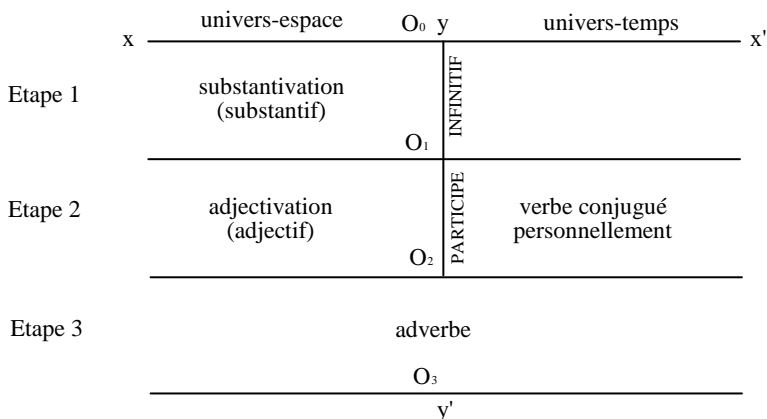 univers-espace O₀ y univers-temps
x x'
Etape 1 substantivation
(substantif)
INFINITIF
O₁
Etape 2 adjectivation verbe conjugué
(adjectif) personnellement
PARTICIPE
O₂
Etape 3 adverbe
O₃
y'